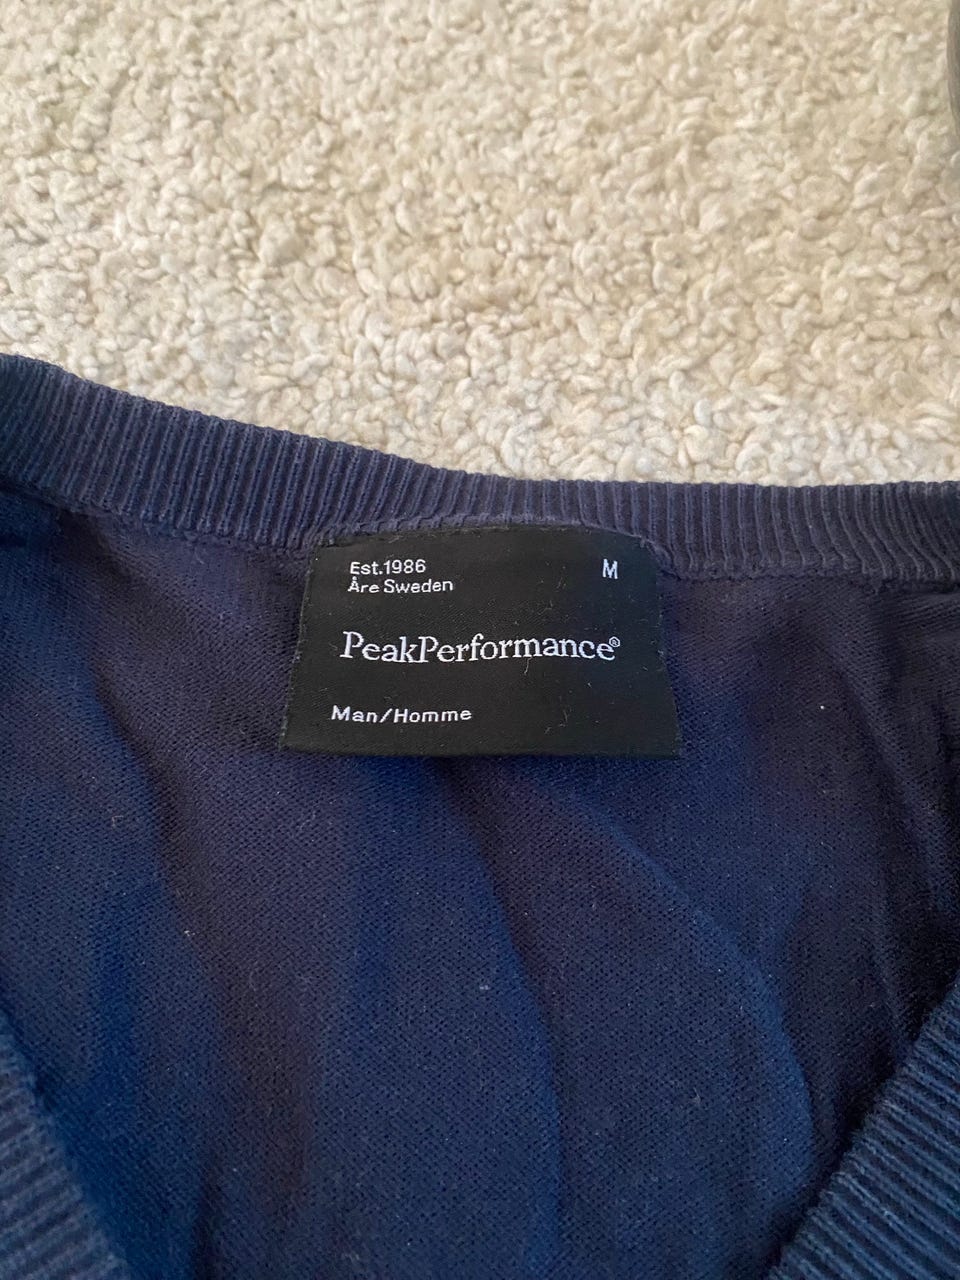 Est.1986 M
Åre Sweden
PeakPerformance®
Man/Homme